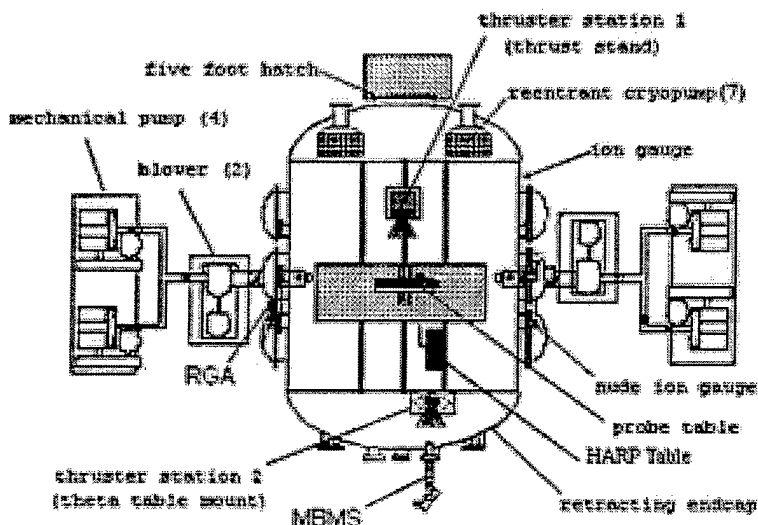 thruster station 1
(thrust stand)
five foot hatch
reentrant cryopump(7)
mechanical pump (4)
ion gauge
blower (2)
RGA
nude ion gauge
probe table
HARP Table
thruster station 2
(theta table mount)
MBMS
retracting endcap